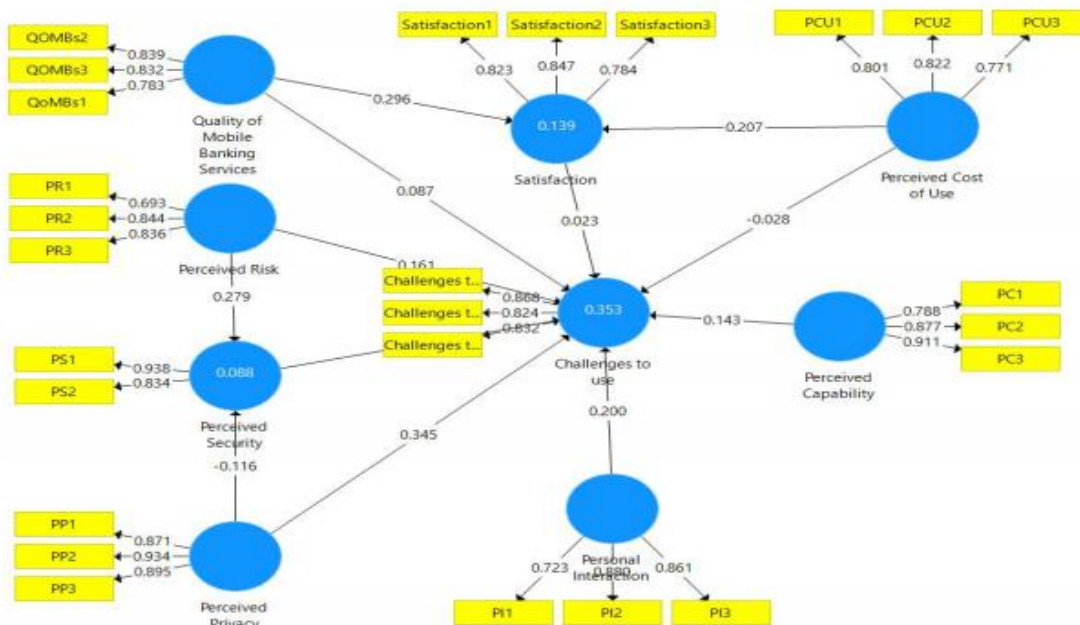 Satisfaction1 Satisfaction2 Satisfaction3
PCU1 PCU2 PCU3
QOMBs2
QOMBs3
QoMBs1
0.839
0.832
0.783
0.823 0.847 0.784
0.801 0.822 0.771
Quality of
Mobile
Banking
Services
0.296
0.139
Satisfaction
0.207
Perceived Cost
of Use
0.087
0.023
-0.028
PR1
PR2
PR3
0.693
0.844
0.836
Perceived Risk
0.161
0.279
Challenges t...
Challenges t...
Challenges t...
0.868
0.824
0.832
0.353
Challenges to
use
0.143
Perceived
Capability
0.788
0.877
0.911
PC1
PC2
PC3
PS1
PS2
0.938
0.834
0.088
Perceived
Security
-0.116
0.345
0.200
PP1
PP2
PP3
0.871
0.934
0.895
Perceived
Privacy
Personal
Interaction
0.723 0.880 0.861
PI1 PI2 PI3